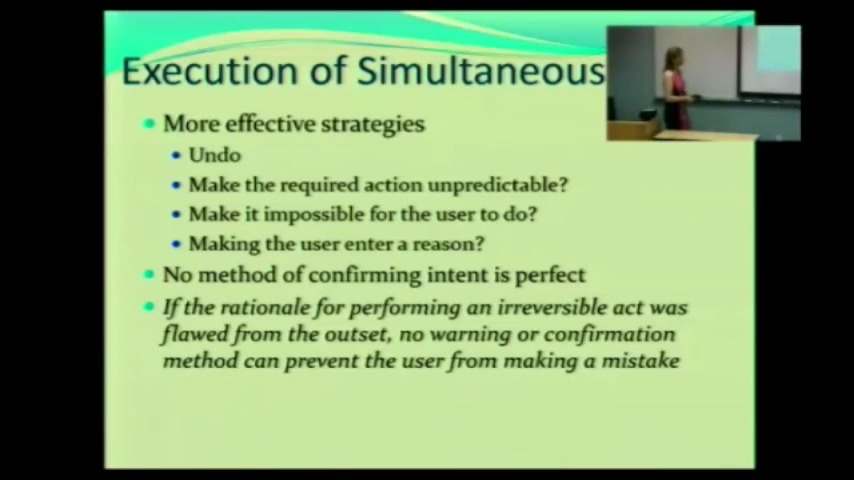 Execution of Simultaneous
More effective strategies
Undo
Make the required action unpredictable?
Make it impossible for the user to do?
Making the user enter a reason?
No method of confirming intent is perfect
If the rationale for performing an irreversible act was
flawed from the outset, no warning or confirmation
method can prevent the user from making a mistake